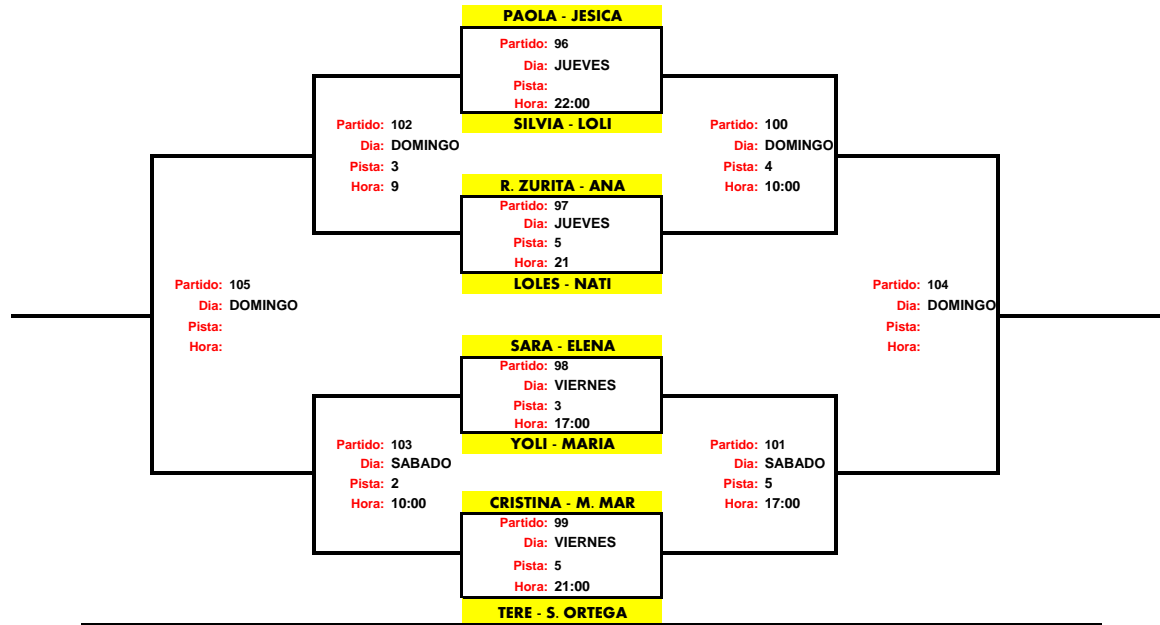 PAOLA - JESICA
Partido: 96
Dia: JUEVES
Pista:
Hora: 22:00
SILVIA - LOLI
Partido: 102
Dia: DOMINGO
Pista: 3
Hora: 9
Partido: 100
Dia: DOMINGO
Pista: 4
Hora: 10:00
R. ZURITA - ANA
Partido: 97
Dia: JUEVES
Pista: 5
Hora: 21
LOLES - NATI
Partido: 105
Dia: DOMINGO
Pista:
Hora:
Partido: 104
Dia: DOMINGO
Pista:
Hora:
SARA - ELENA
Partido: 98
Dia: VIERNES
Pista: 3
Hora: 17:00
YOLI - MARIA
Partido: 103
Dia: SABADO
Pista: 2
Hora: 10:00
Partido: 101
Dia: SABADO
Pista: 5
Hora: 17:00
CRISTINA - M. MAR
Partido: 99
Dia: VIERNES
Pista: 5
Hora: 21:00
TERE - S. ORTEGA